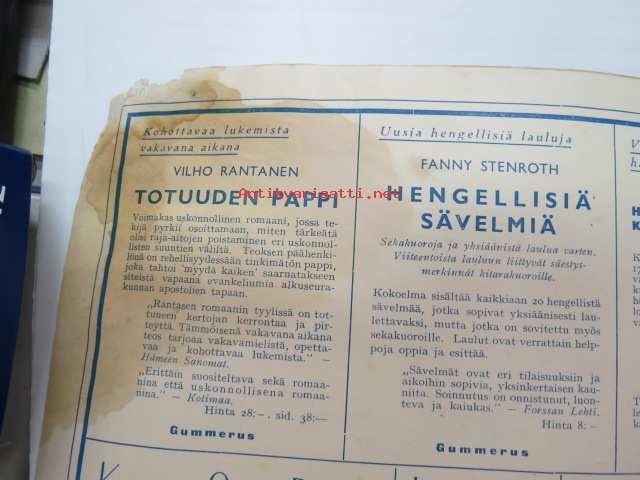 Kohottavaa lukemista
vakavana aikana
VILHO RANTANEN
TOTUUDEN PAPPI
Voimakas uskonnollinen romaani, jossa te-
kijä pyrkii osoittamaan, miten tärkeätä
olisi raja-aitojen poistaminen eri uskonnol-
listen suuntien väliltä. Teoksen päähenki-
lönä on rehellisyydessään tinkimätön pappi,
joka tahtoi "myydä kaiken" saarnatakseen
siteistä vapaana evankeliumia alkuseura-
kunnan apostolien tapaan.
„Rantasen romaanin tyylissä on tot-
tuneen kertojan kerrontaa ja pir-
teyttä. Tämmöisenä vakavana aikana
teos tarjoaa vakavamielistä, opetta-
vaa ja kohottavaa lukemista." —
Hämeen Sanomat.
„Erittäin suositeltava sekä romaa-
nina että uskonnollisena romaa-
nina." — Kotimaa.
Hinta 28:- . sid. 38:—
Gummerus
Uusia hengellisiä lauluja
FANNY STENROTH
HENGELLISIÄ
SÄVELMIÄ
Sekakuoroja ja yksiäänistä laulua varten.
Viiteentoista lauluun liittyvät säestys-
merkinnät kitarakuoroille.
Kokoelma sisältää kaikkiaan 20 hengellistä
sävelmää, jotka sopivat yksiäänisesti lau-
lettavaksi, mutta jotka on sovitettu myös
sekakuoroille. Laulut ovat verrattain help-
poja oppia ja esittää.
„Sävelmät ovat eri tilaisuuksiin ja
aikoihin sopivia, yksinkertaisen kau-
niita. Soinnutus on onnistunut, luon-
teva ja kaiukas." — Forssan Lehti.
Hinta 8: -
Gummerus
Antikvariaatti.net